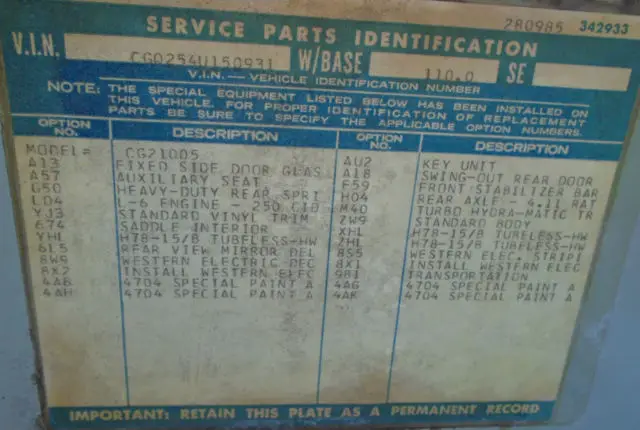 SERVICE PARTS IDENTIFICATION 280985 342933
V.I.N. CGD254U150931 W/BASE 110.0 SE
V.I.N. — VEHICLE IDENTIFICATION NUMBER
NOTE: THE SPECIAL EQUIPMENT LISTED BELOW HAS BEEN INSTALLED ON
THIS VEHICLE. FOR PROPER IDENTIFICATION OF REPLACEMENT
PARTS BE SURE TO SPECIFY THE APPLICABLE OPTION NUMBERS.
OPTION NO. DESCRIPTION OPTION NO. DESCRIPTION
MODEL= CG21005
A13 FIXED SIDE DOOR GLAS AU2 KEY UNIT
A57 AUXILIARY SEAT A18 SWING-OUT REAR DOOR
G50 HEAVY-DUTY REAR SPRI F59 FRONT STABILIZER BAR
LD4 L-6 ENGINE - 250 CID H04 REAR AXLE - 4.11 RAT
YJ3 STANDARD VINYL TRIM M40 TURBO HYDRA-MATIC TR
674 SADDLE INTERIOR ZW9 STANDARD BODY
YHL H78-15/B TUBELESS-HW XHL H78-15/B TUBELESS-HW
6L5 REAR VIEW MIRROR DEL ZHL H78-15/B TUBELESS-HW
8W9 WESTERN ELECTRIC DEC 8S5 WESTERN ELEC. STRIPI
8X2 INSTALL WESTERN ELEC 8X1 INSTALL WESTERN ELEC
9B1 TRANSPORTATION
4AB 4704 SPECIAL PAINT A 4AG 4704 SPECIAL PAINT A
4AH 4704 SPECIAL PAINT A 4AK 4704 SPECIAL PAINT A
IMPORTANT: RETAIN THIS PLATE AS A PERMANENT RECORD